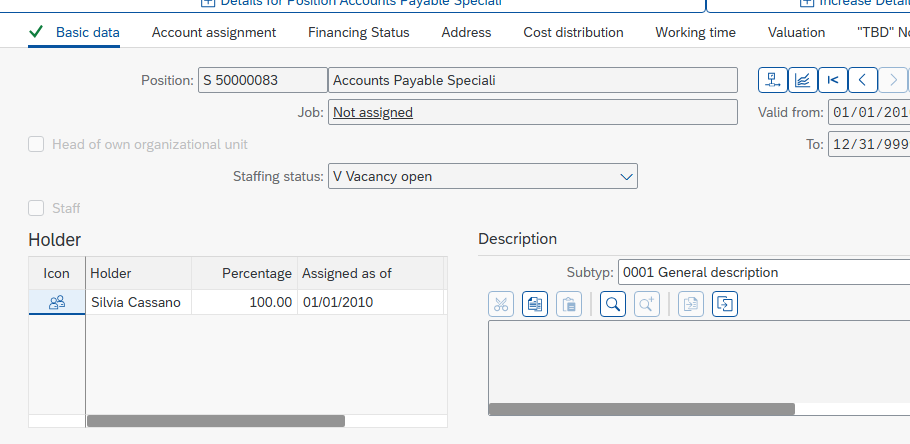 Details for Position Accounts Payable Speciali
Increase Detai
Basic data Account assignment Financing Status Address Cost distribution Working time Valuation "TBD" No
Position: S 50000083 Accounts Payable Speciali
Job: Not assigned Valid from: 01/01/201
Head of own organizational unit To: 12/31/999
Staffing status: V Vacancy open
Staff
Holder
Description
Icon Holder Percentage Assigned as of
Subtyp: 0001 General description
Silvia Cassano 100.00 01/01/2010